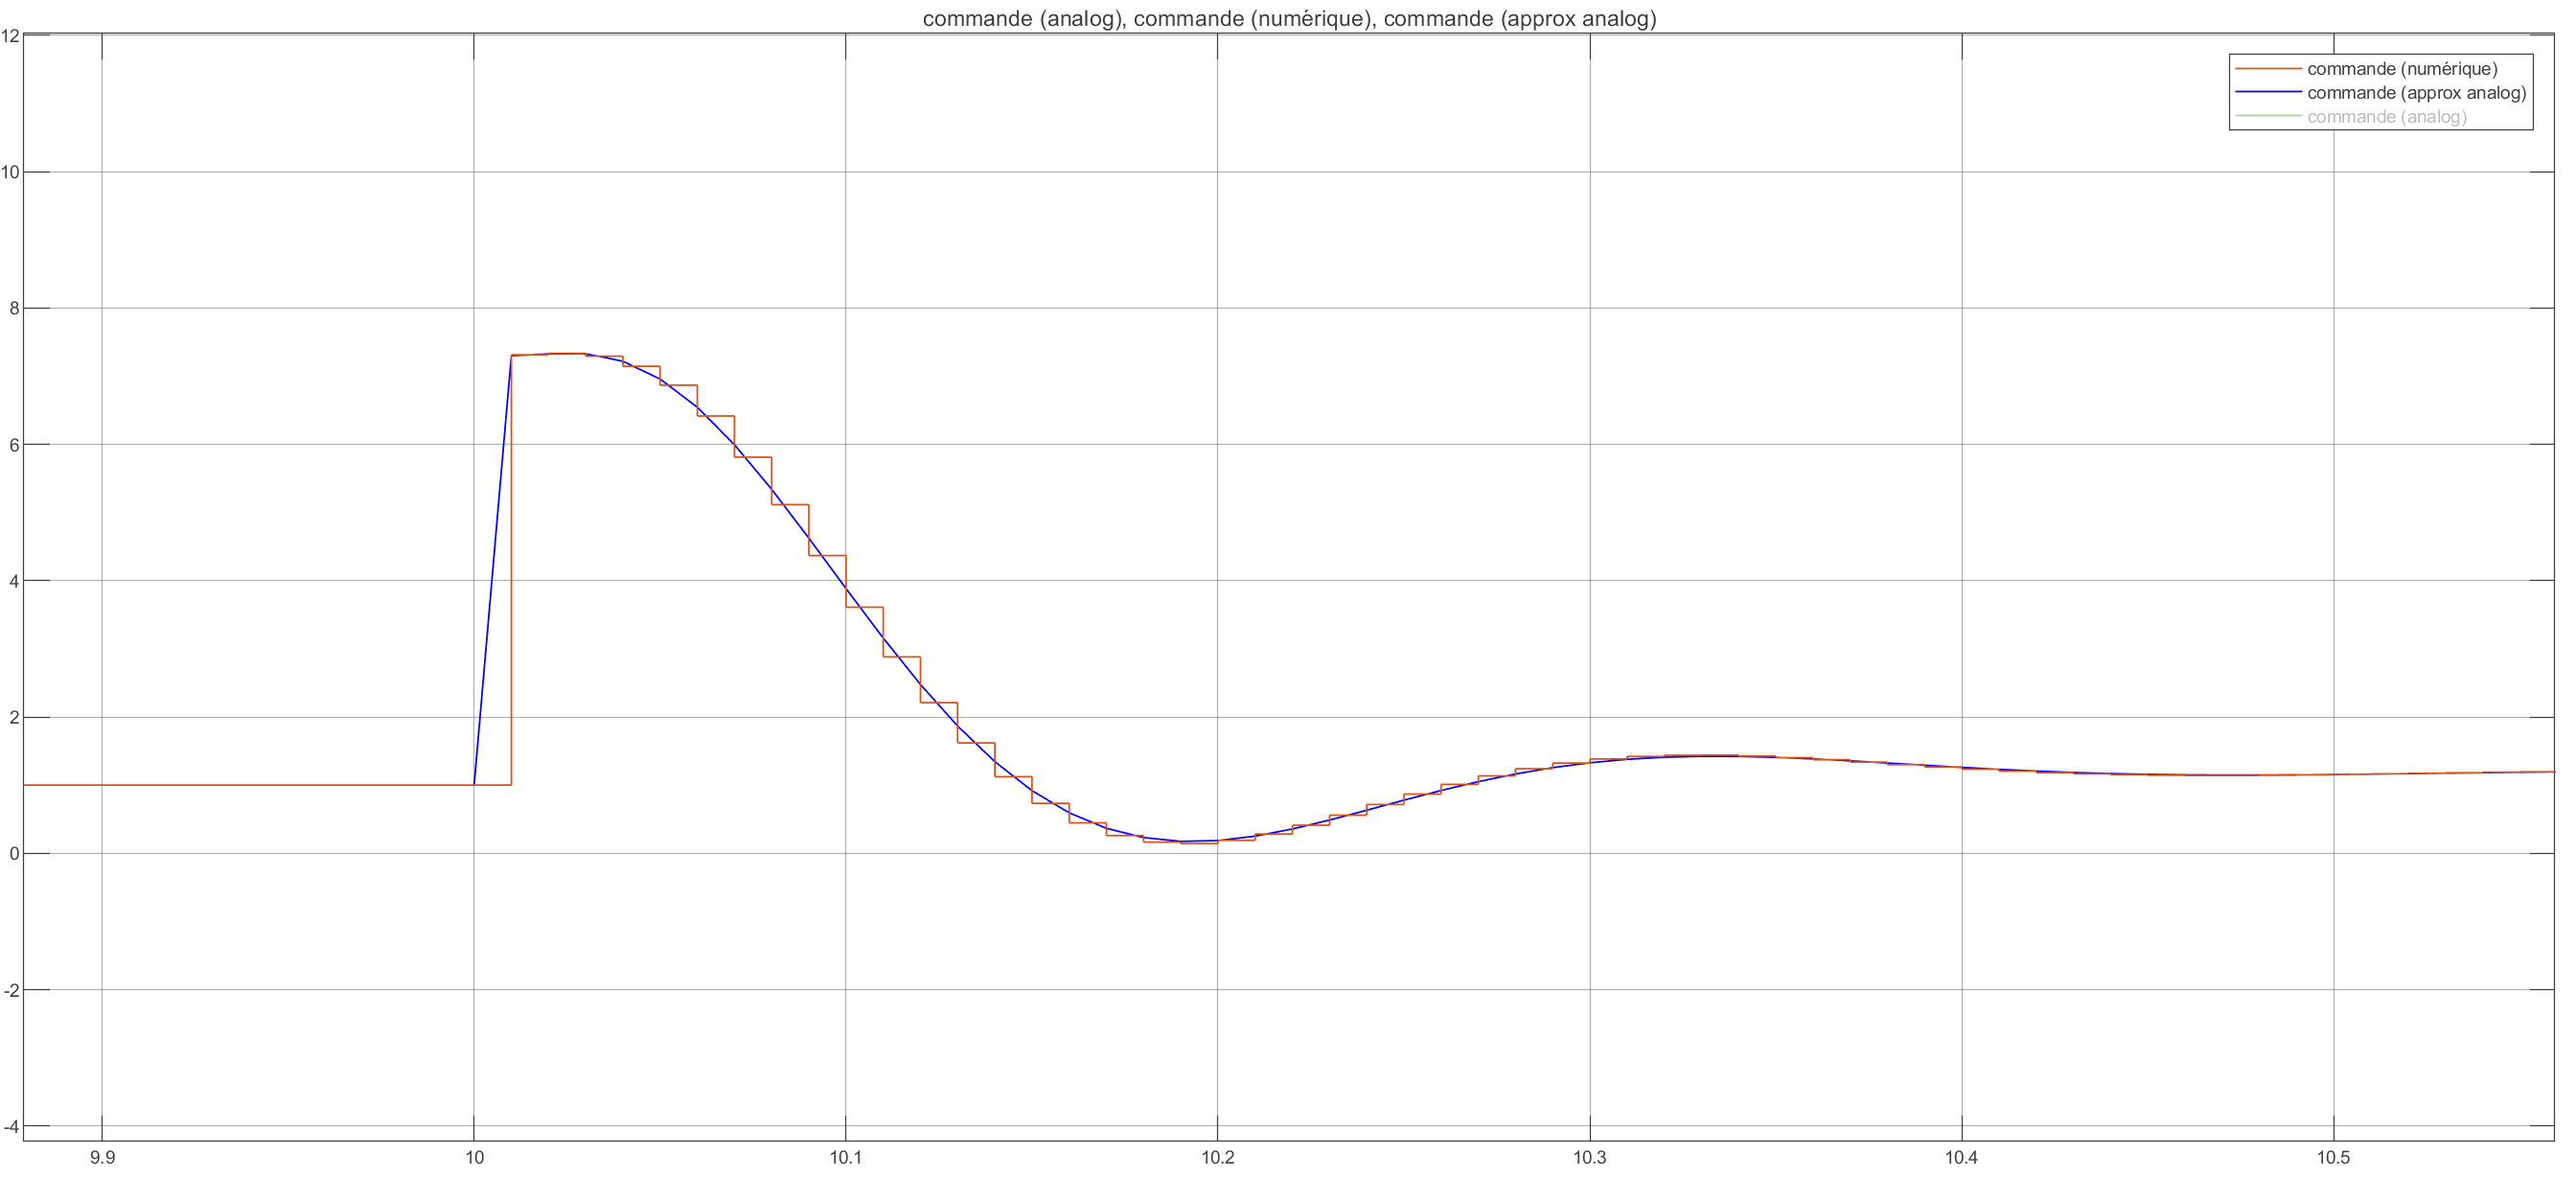 commande (analog), commande (numérique), commande (approx analog)
commande (numérique)
commande (approx analog)
commande (analog)
12
10
8
6
4
2
0
-2
-4
9.9 10 10.1 10.2 10.3 10.4 10.5